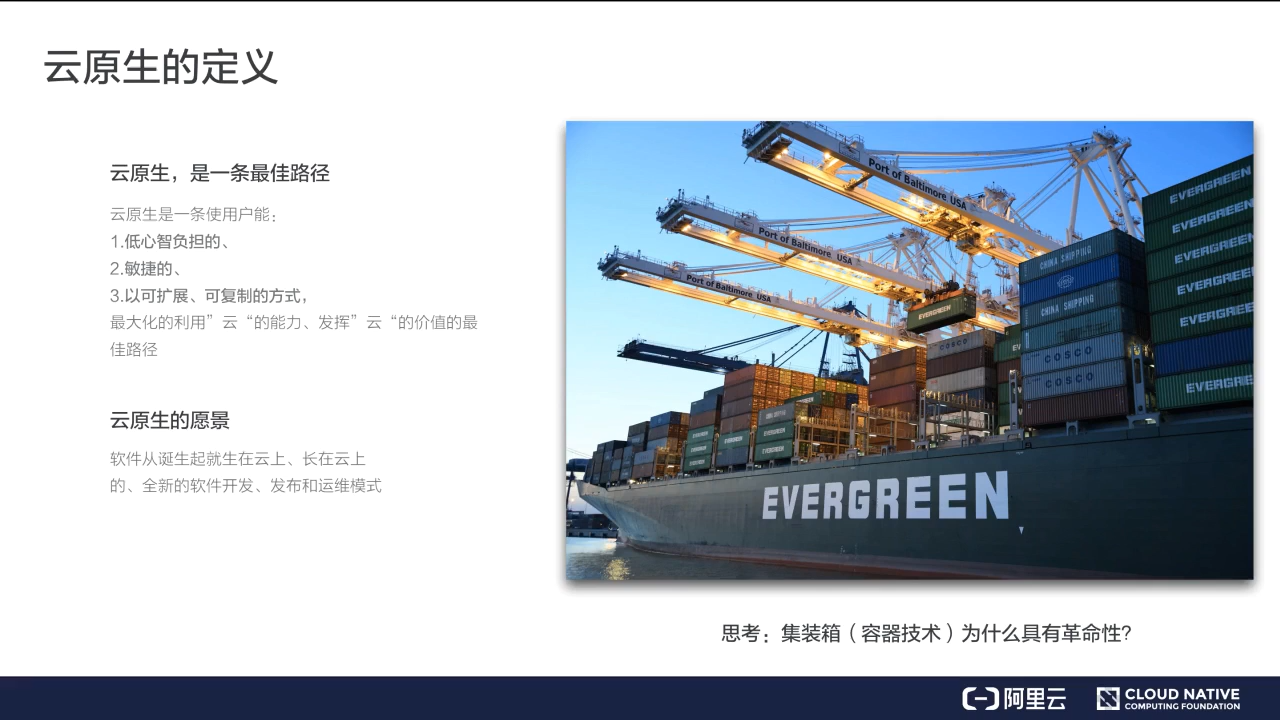 云原生的定义
云原生，是一条最佳路径
云原生是一条使用户能：
1.低心智负担的、
2.敏捷的、
3.以可扩展、可复制的方式，
最大化的利用”云“的能力、发挥”云“的价值的最
佳路径
云原生的愿景
软件从诞生起就生在云上、长在云上
的、全新的软件开发、发布和运维模式
Port of Baltimore USA
Port of Baltimore USA
Port of Baltimore USA
EVERGREEN
EVERGREEN
EVERGREEN
EVERGREEN
EVERGREEN
EVERGREEN
EVERGREEN
CHINA SHIPPING
CHINA SHIPPING
COSCO
COSCO
COSCO
EVERGREEN
思考：集装箱（容器技术）为什么具有革命性？
阿里云
CLOUD NATIVE
COMPUTING FOUNDATION